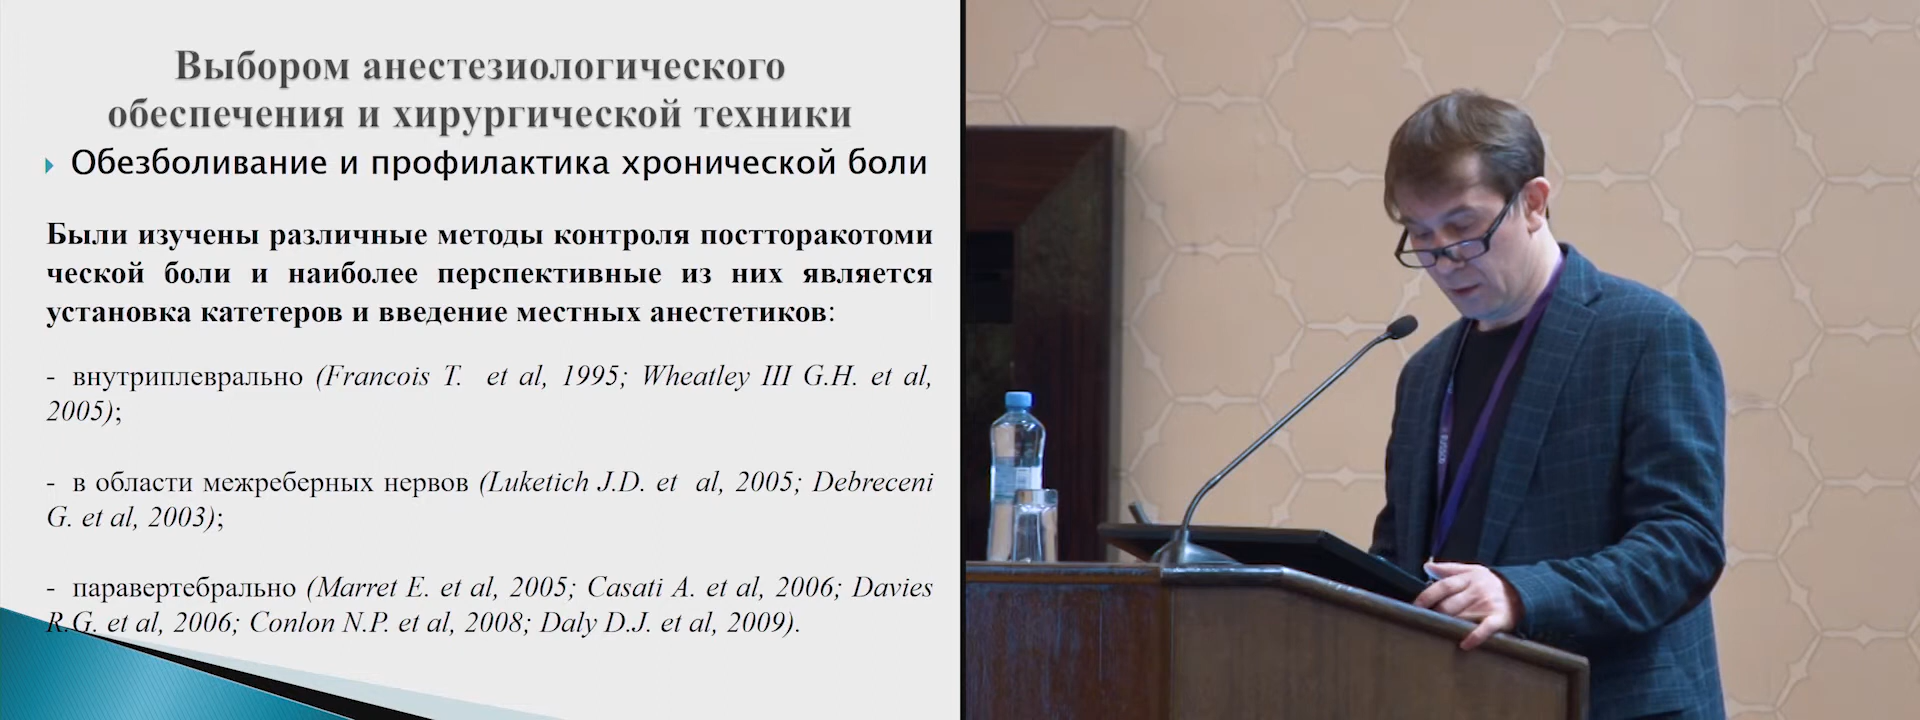 Выбором анестезиологического
обеспечения и хирургической техники
Обезболивание и профилактика хронической боли
Были изучены различные методы контроля постторакотоми
ческой боли и наиболее перспективные из них является
установка катетеров и введение местных анестетиков:
- внутриплеврально (Francois T. et al, 1995; Wheatley III G.H. et al,
2005);
- в области межреберных нервов (Luketich J.D. et al, 2005; Debreceni
G. et al, 2003);
- паравертебрально (Marret E. et al, 2005; Casati A. et al, 2006; Davies
R.G. et al, 2006; Conlon N.P. et al, 2008; Daly D.J. et al, 2009).